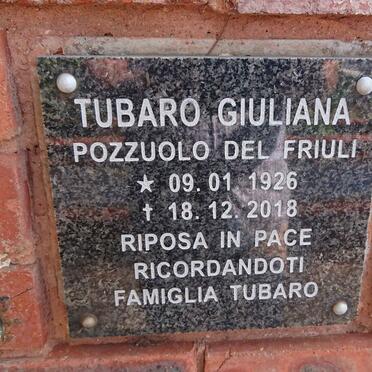 TUBARO GIULIANA
POZZUOLO DEL FRIULI
★ 09. 01. 1926
✝ 18. 12. 2018
RIPOSA IN PACE
RICORDANDOTI
FAMIGLIA TUBARO